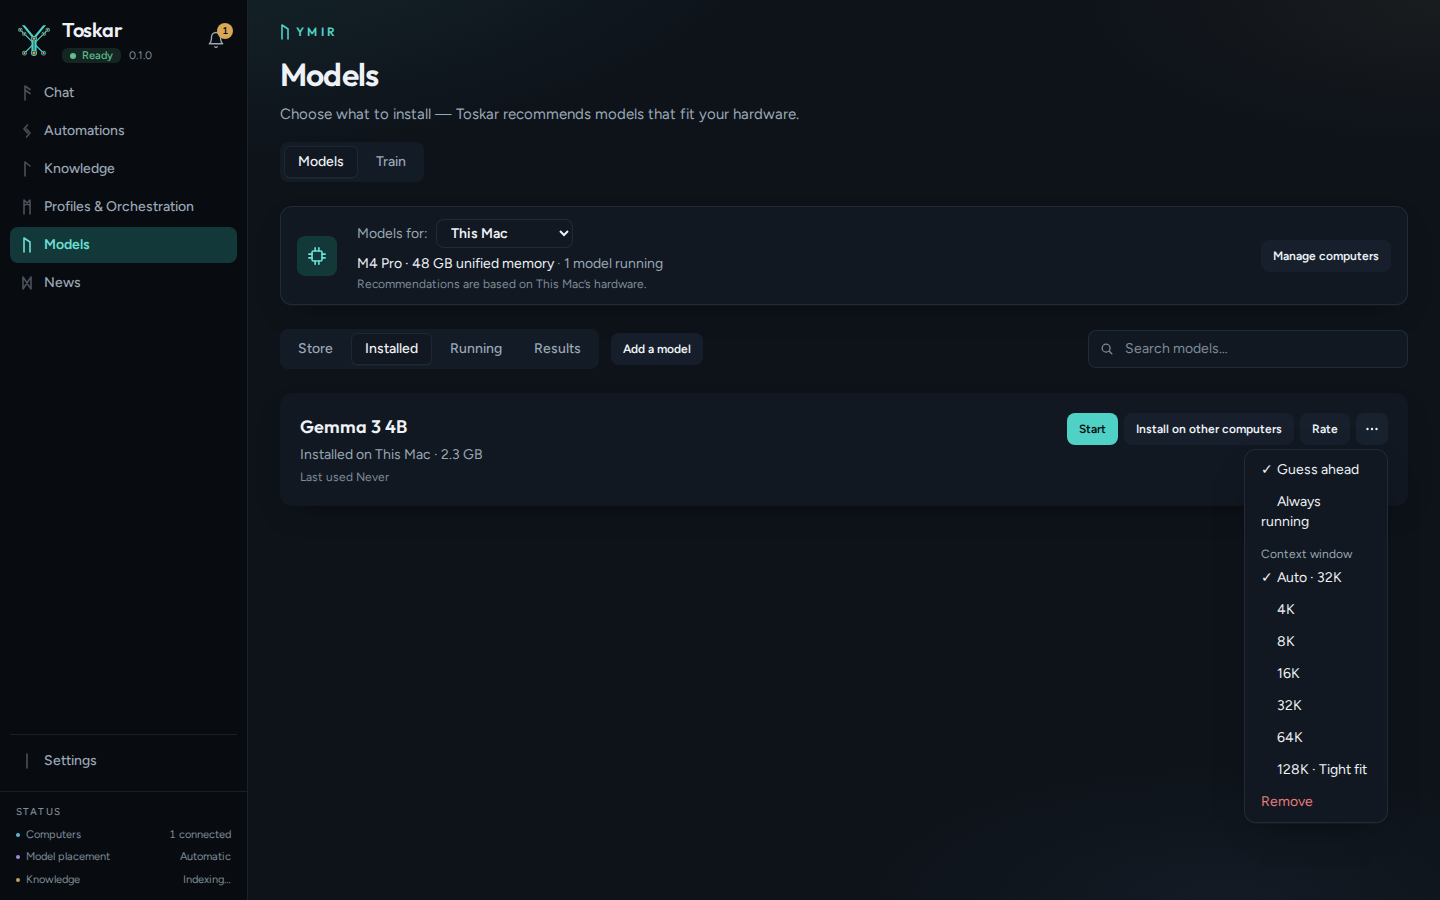 Toskar
Ready 0.1.0
1
Chat
Automations
Knowledge
Profiles & Orchestration
Models
News
Settings
STATUS
Computers 1 connected
Model placement Automatic
Knowledge Indexing...
YMIR
Models
Choose what to install — Toskar recommends models that fit your hardware.
Models Train
Models for: This Mac
M4 Pro · 48 GB unified memory · 1 model running
Recommendations are based on This Mac's hardware.
Manage computers
Store Installed Running Results Add a model Search models...
Gemma 3 4B
Installed on This Mac · 2.3 GB
Last used Never
Start Install on other computers Rate ···
✓ Guess ahead
Always
running
Context window
✓ Auto · 32K
4K
8K
16K
32K
64K
128K · Tight fit
Remove